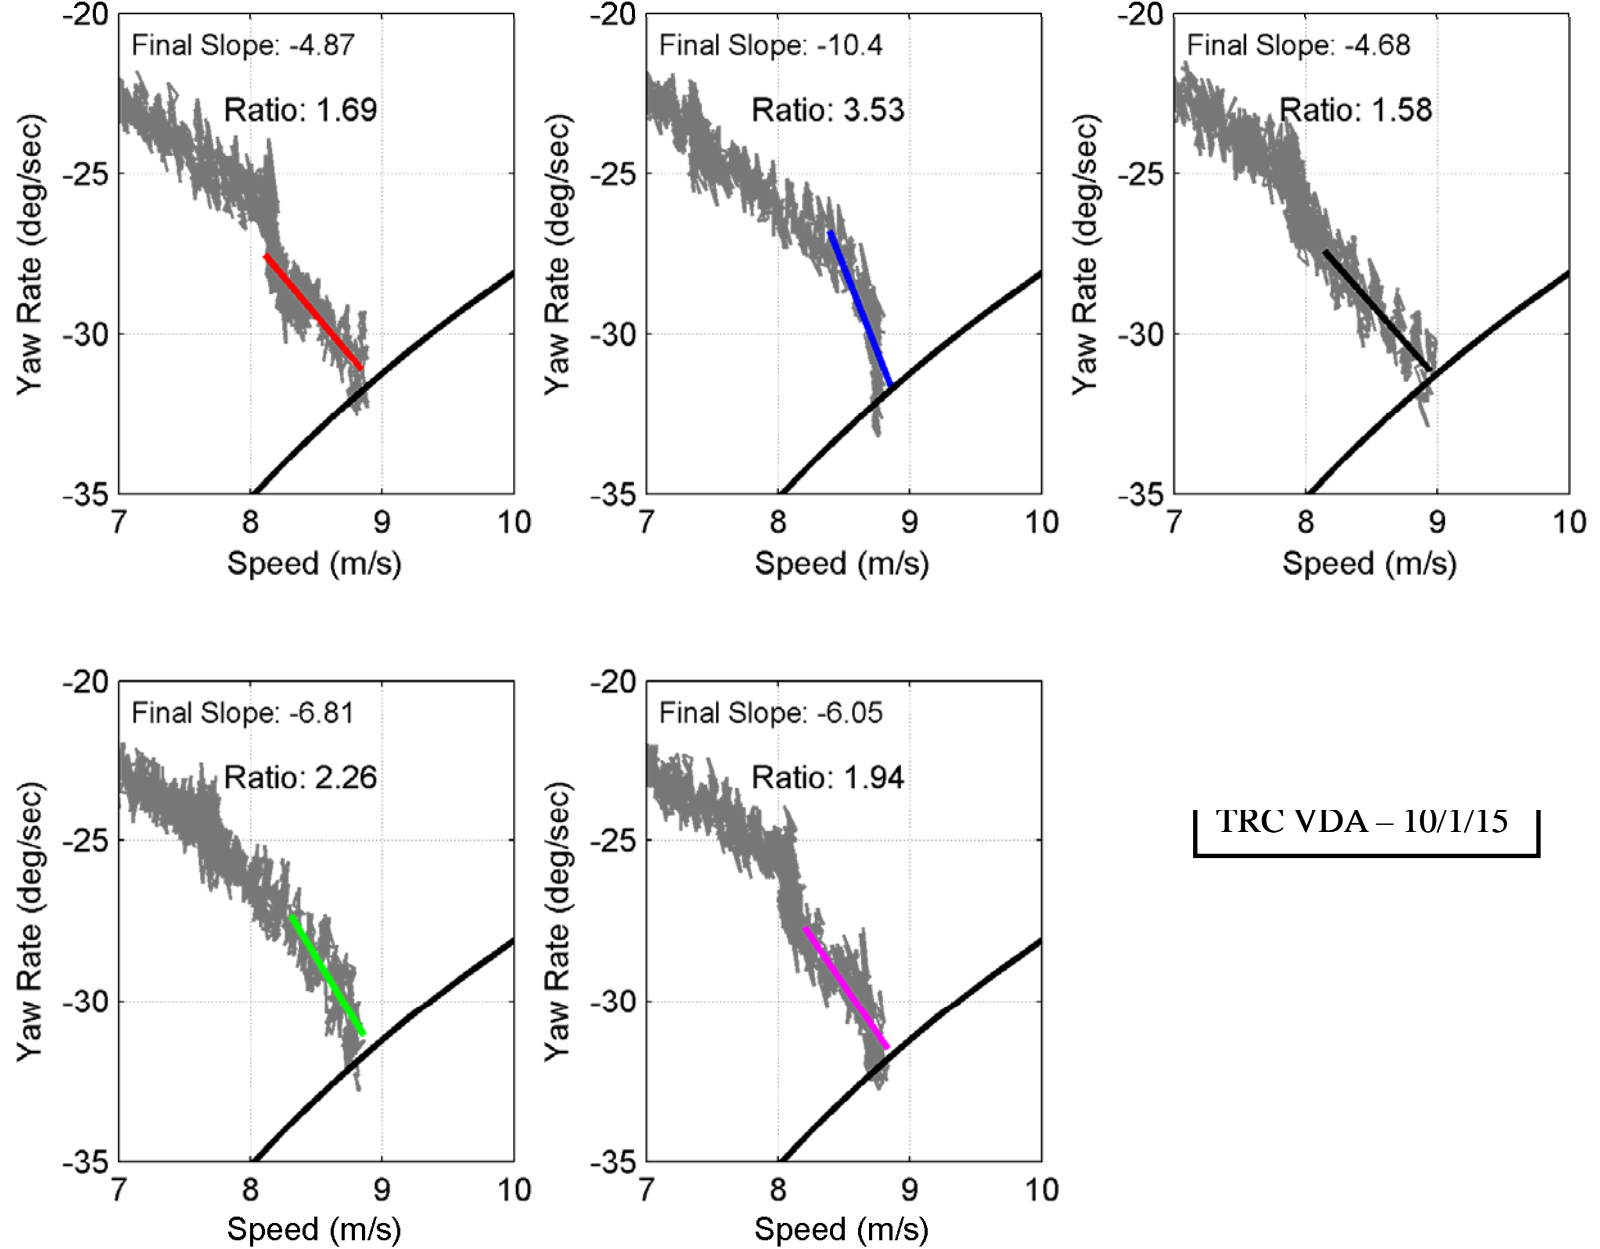 -20
-25
-30
-35
Yaw Rate (deg/sec)
Final Slope: -4.87
Ratio: 1.69
7 8 9 10
Speed (m/s)
-20
-25
-30
-35
Yaw Rate (deg/sec)
Final Slope: -10.4
Ratio: 3.53
7 8 9 10
Speed (m/s)
-20
-25
-30
-35
Yaw Rate (deg/sec)
Final Slope: -4.68
Ratio: 1.58
7 8 9 10
Speed (m/s)
-20
-25
-30
-35
Yaw Rate (deg/sec)
Final Slope: -6.81
Ratio: 2.26
7 8 9 10
Speed (m/s)
-20
-25
-30
-35
Yaw Rate (deg/sec)
Final Slope: -6.05
Ratio: 1.94
7 8 9 10
Speed (m/s)
TRC VDA – 10/1/15